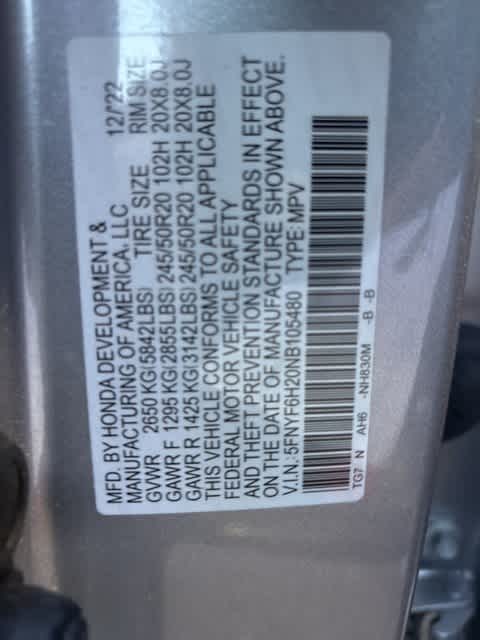 MFD. BY HONDA DEVELOPMENT & MANUFACTURING OF AMERICA, LLC 12/22
GVWR 2650 KG(5842LBS) TIRE SIZE RIM SIZE
GAWR F 1295 KG(2855LBS) 245/50R20 102H 20X8.0J
GAWR R 1425 KG(3142LBS) 245/50R20 102H 20X8.0J
THIS VEHICLE CONFORMS TO ALL APPLICABLE
FEDERAL MOTOR VEHICLE SAFETY
AND THEFT PREVENTION STANDARDS IN EFFECT
ON THE DATE OF MANUFACTURE SHOWN ABOVE.
V.I.N.:5FNYF6H20NB105480 TYPE:MPV
TG7 N AH6 -NH830M -B -B